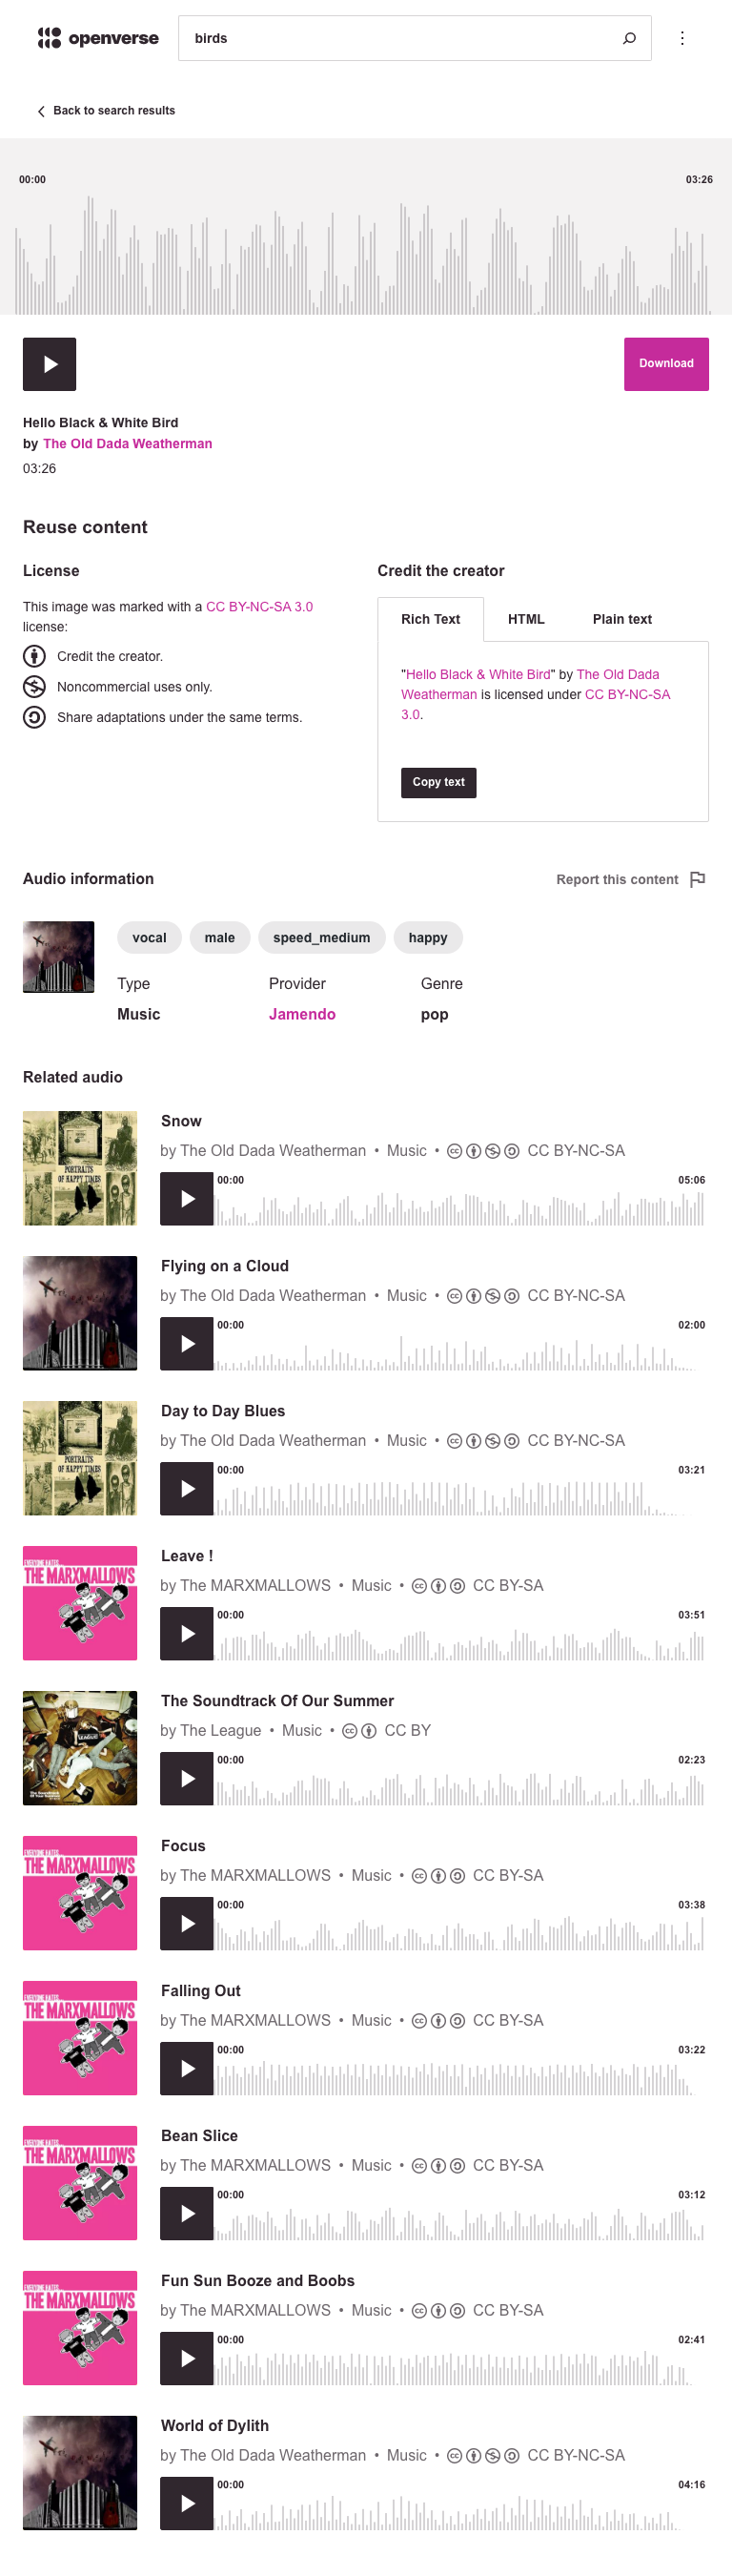 openverse
birds
Back to search results
00:00 03:26
Download
Hello Black & White Bird
by The Old Dada Weatherman
03:26
Reuse content
License
This image was marked with a CC BY-NC-SA 3.0
license:
Credit the creator.
Noncommercial uses only.
Share adaptations under the same terms.
Credit the creator
Rich Text HTML Plain text
"Hello Black & White Bird" by The Old Dada
Weatherman is licensed under CC BY-NC-SA
3.0.
Copy text
Audio information
Report this content
vocal male speed_medium happy
Type Provider Genre
Music Jamendo pop
Related audio
PORTRAITS
OF HAPPY TIMES
Snow
by The Old Dada Weatherman • Music • CC BY-NC-SA
00:00 05:06
Flying on a Cloud
by The Old Dada Weatherman • Music • CC BY-NC-SA
00:00 02:00
PORTRAITS
OF HAPPY TIMES
Day to Day Blues
by The Old Dada Weatherman • Music • CC BY-NC-SA
00:00 03:21
EVERYONE HATES...
THE MARXMALLOWS
Leave !
by The MARXMALLOWS • Music • CC BY-SA
00:00 03:51
The Soundtrack Of Our Summer
by The League • Music • CC BY
00:00 02:23
EVERYONE HATES...
THE MARXMALLOWS
Focus
by The MARXMALLOWS • Music • CC BY-SA
00:00 03:38
EVERYONE HATES...
THE MARXMALLOWS
Falling Out
by The MARXMALLOWS • Music • CC BY-SA
00:00 03:22
EVERYONE HATES...
THE MARXMALLOWS
Bean Slice
by The MARXMALLOWS • Music • CC BY-SA
00:00 03:12
EVERYONE HATES...
THE MARXMALLOWS
Fun Sun Booze and Boobs
by The MARXMALLOWS • Music • CC BY-SA
00:00 02:41
World of Dylith
by The Old Dada Weatherman • Music • CC BY-NC-SA
00:00 04:16